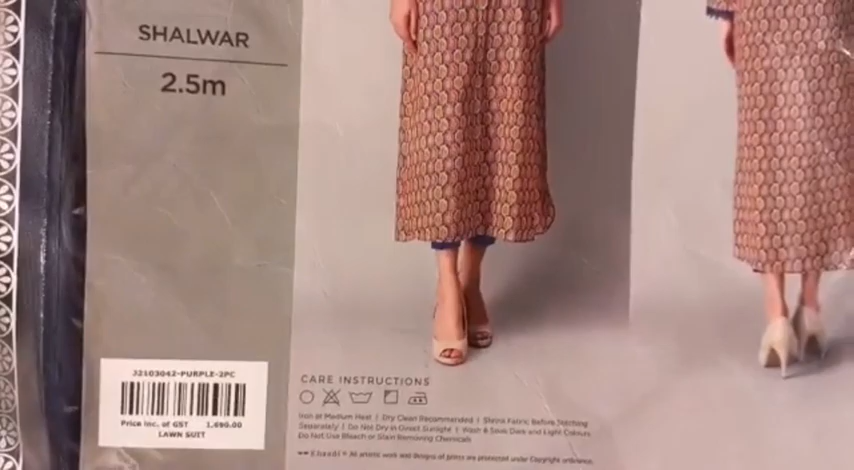 SHALWAR
2.5m
J2103042-PURPLE-2PC
Price Inc. of GST 1,690.00
LAWN SUIT
CARE INSTRUCTIONS
Iron at Medium Heat | Dry Clean Recommended | Shrink Fabric Before Stitching
Separately | Do Not Dry in Direct Sunlight | Wash & Soak Dark and Light Colours
Do Not Use Bleach or Stain Removing Chemicals
Khaadi All artistic work and designs of prints are protected under Copyright ordinance.